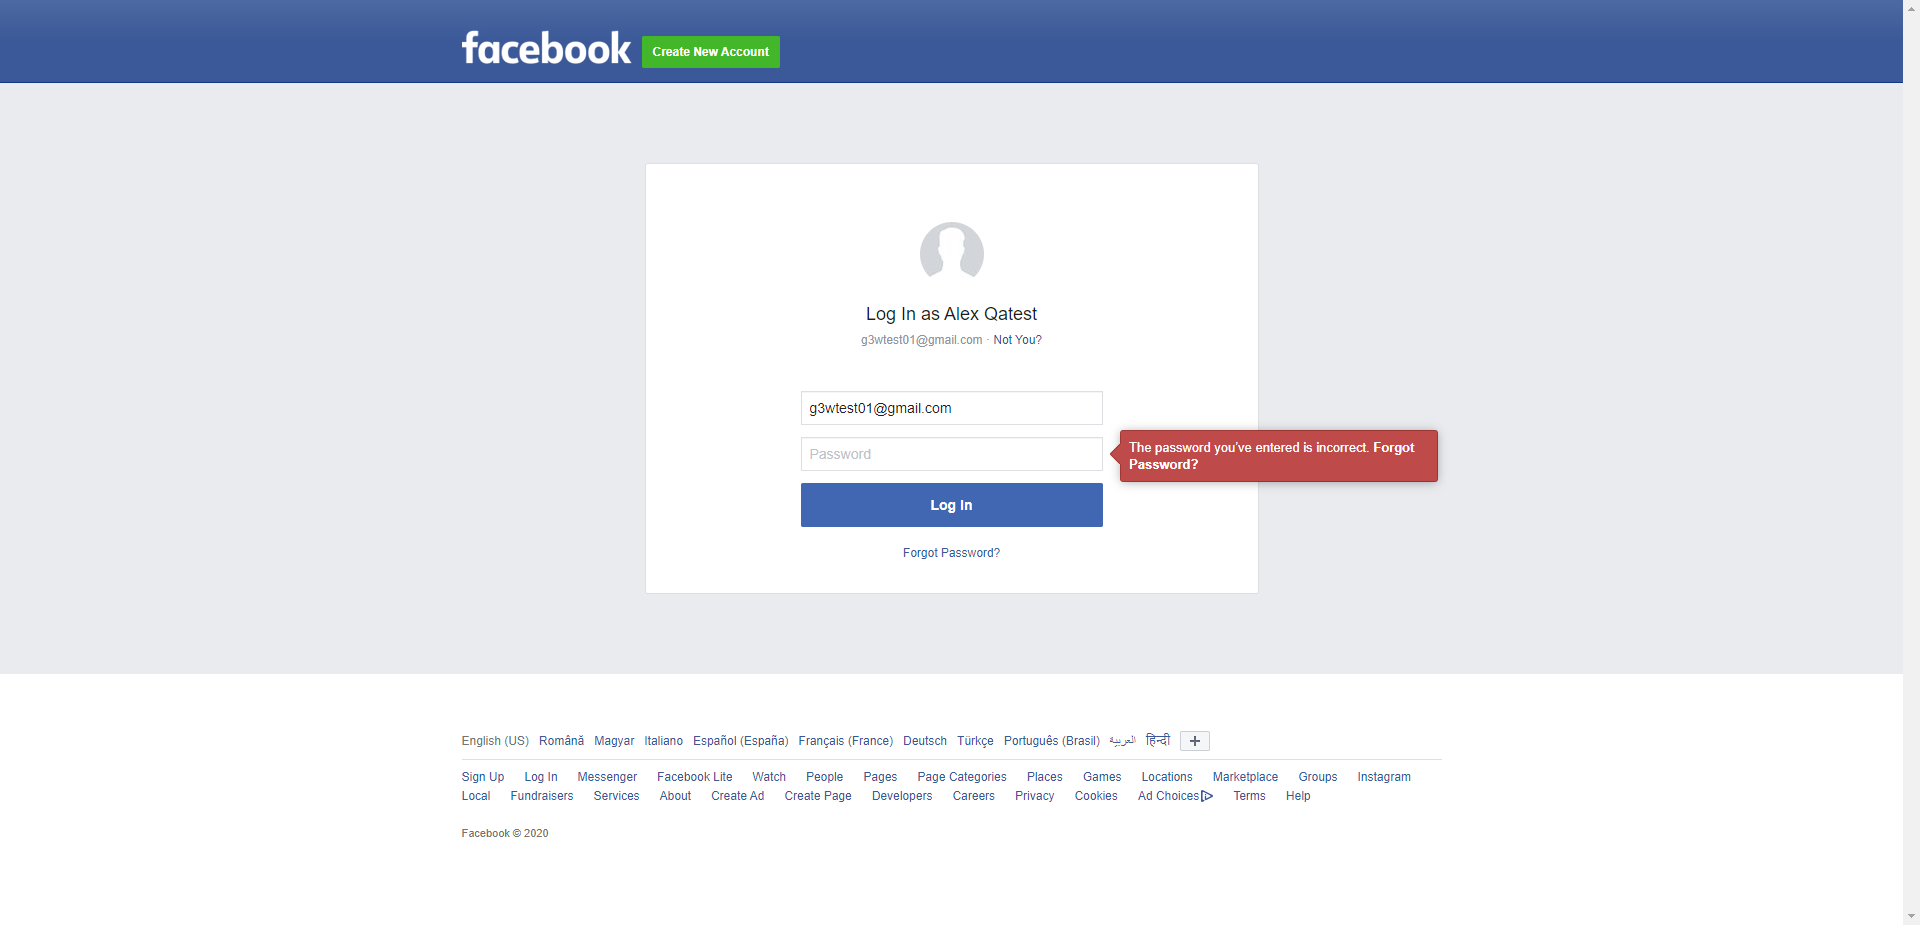 facebook Create New Account
Log In as Alex Qatest
g3wtest01@gmail.com · Not You?
g3wtest01@gmail.com
Password
The password you've entered is incorrect. Forgot
Password?
Log In
Forgot Password?
English (US) Română Magyar Italiano Español (España) Français (France) Deutsch Türkçe Português (Brasil) العربية हिन्दी
Sign Up Log In Messenger Facebook Lite Watch People Pages Page Categories Places Games Locations Marketplace Groups Instagram
Local Fundraisers Services About Create Ad Create Page Developers Careers Privacy Cookies Ad Choices Terms Help
Facebook © 2020